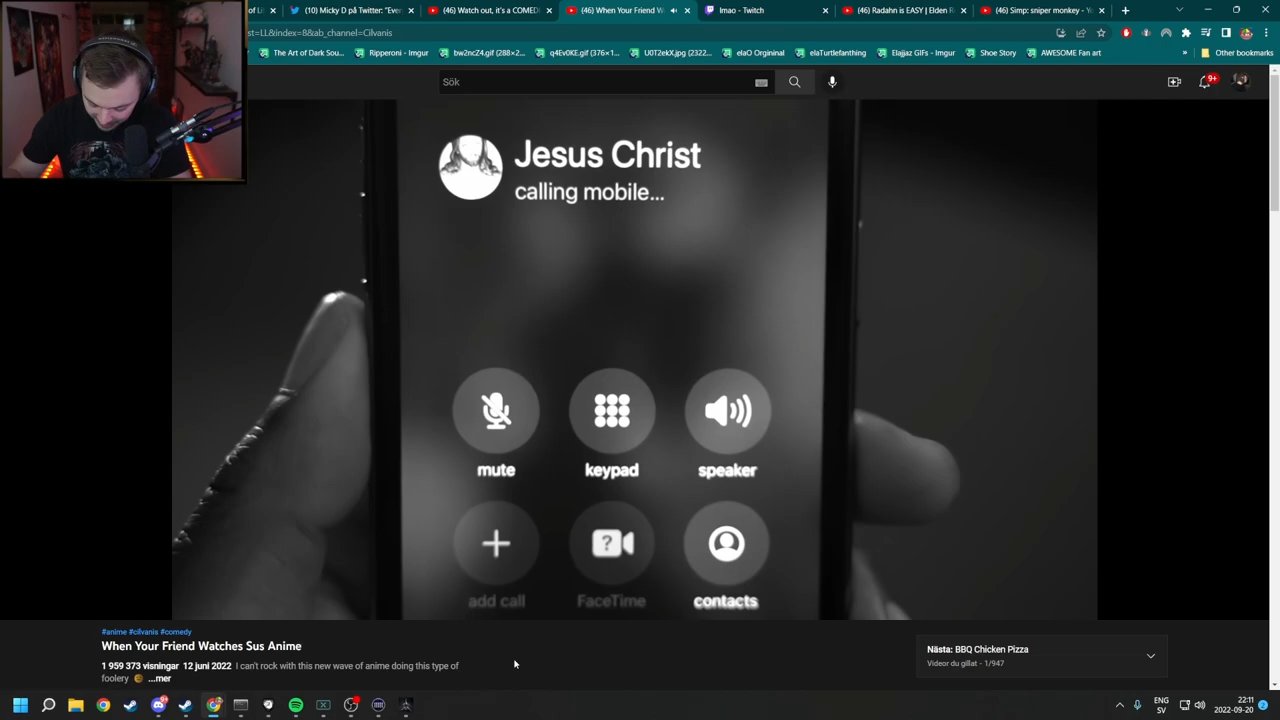 (10) Micky D på Twitter: "Ever
(46) Watch out, it's a COMED
(46) When Your Friend W
lmao - Twitch
(46) Radahn is EASY | Elden R
(46) Simp: sniper monkey - Yo
st=LL&index=8&ab_channel=Cilvanis
The Art of Dark Sou...
Ripperoni - Imgur
bw2ncZ4.gif (288×2...
q4Ev0KE.gif (376×1...
U0T2ekX.jpg (2322...
elaO Orgininal
elaTurtlefanthing
Elajjaz GIFs - Imgur
Shoe Story
AWESOME Fan art
»
Other bookmarks
Sök
9+
Jesus Christ
calling mobile...
mute
keypad
speaker
add call
FaceTime
contacts
#anime #cilvanis #comedy
When Your Friend Watches Sus Anime
1 959 373 visningar 12 juni 2022 I can't rock with this new wave of anime doing this type of
foolery ...mer
Nästa: BBQ Chicken Pizza
Videor du gillat - 1/947
ENG
SV
22:11
2022-09-20
2